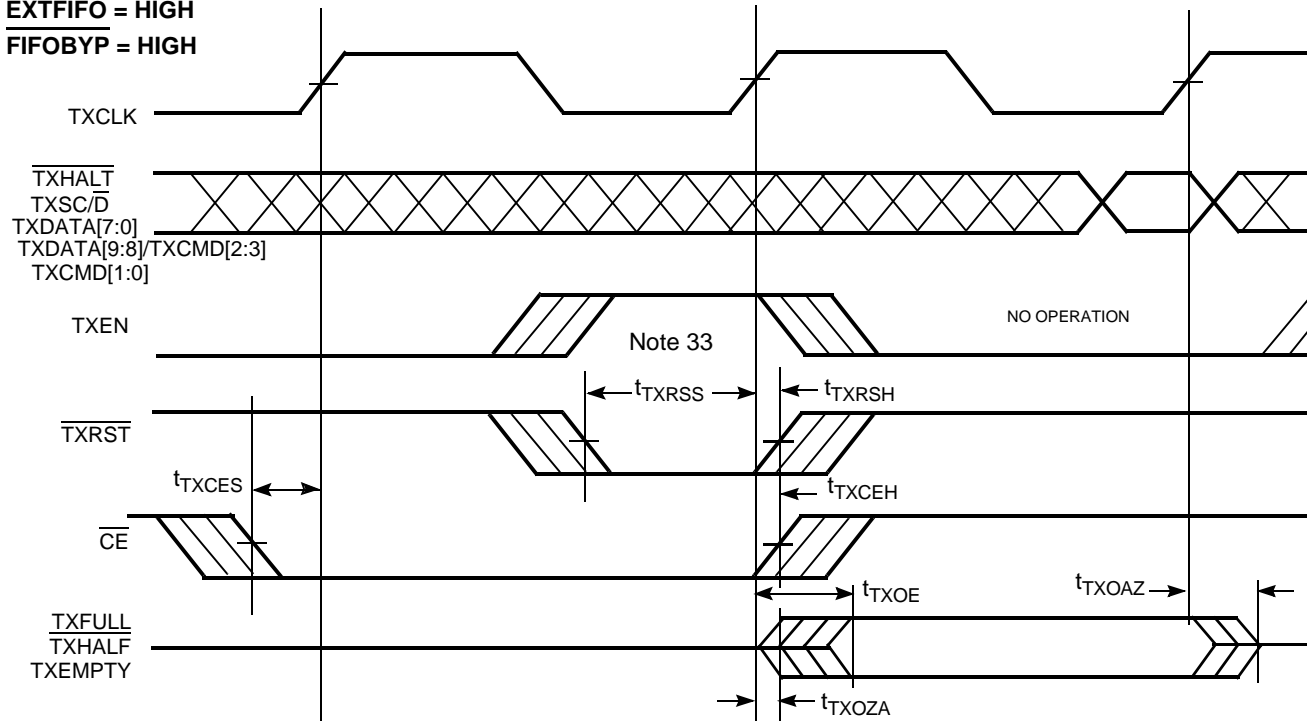 EXTFIFO = HIGH
FIFOBYP = HIGH
TXCLK
TXHALT
TXSC/D
TXDATA[7:0]
TXDATA[9:8]/TXCMD[2:3]
TXCMD[1:0]
TXEN
NO OPERATION
Note 33
tTXRSS
tTXRSH
TXRST
tTXCES
tTXCEH
CE
tTXOE
tTXOAZ
TXFULL
TXHALF
TXEMPTY
tTXOZA